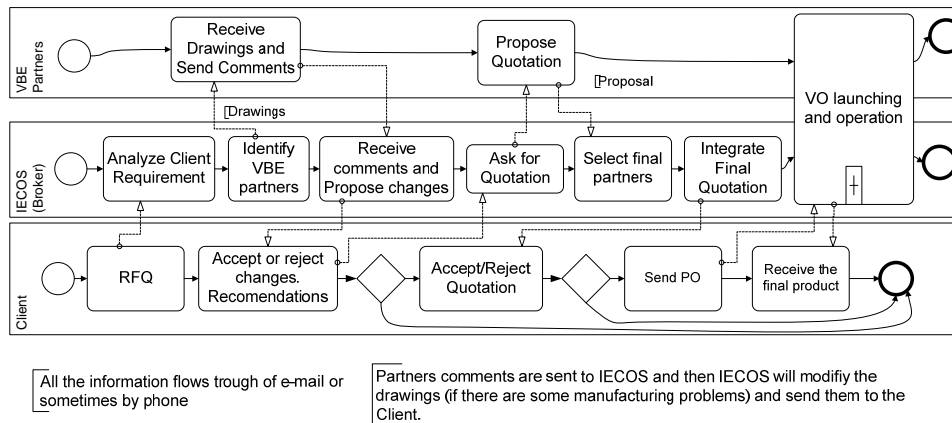 VBE
Partners
Receive
Drawings and
Send Comments
Propose
Quotation
Proposal
Drawings
VO launching
and operation
IECOS
(Broker)
Analyze Client
Requirement
Identify
VBE
partners
Receive
comments and
Propose changes
Ask for
Quotation
Select final
partners
Integrate
Final
Quotation
Client
RFQ
Accept or reject
changes.
Recomendations
Accept/Reject
Quotation
Send PO
Receive the
final product
All the information flows trough of e-mail or
sometimes by phone
Partners comments are sent to IECOS and then IECOS will modifiy the
drawings (if there are some manufacturing problems) and send them to the
Client.